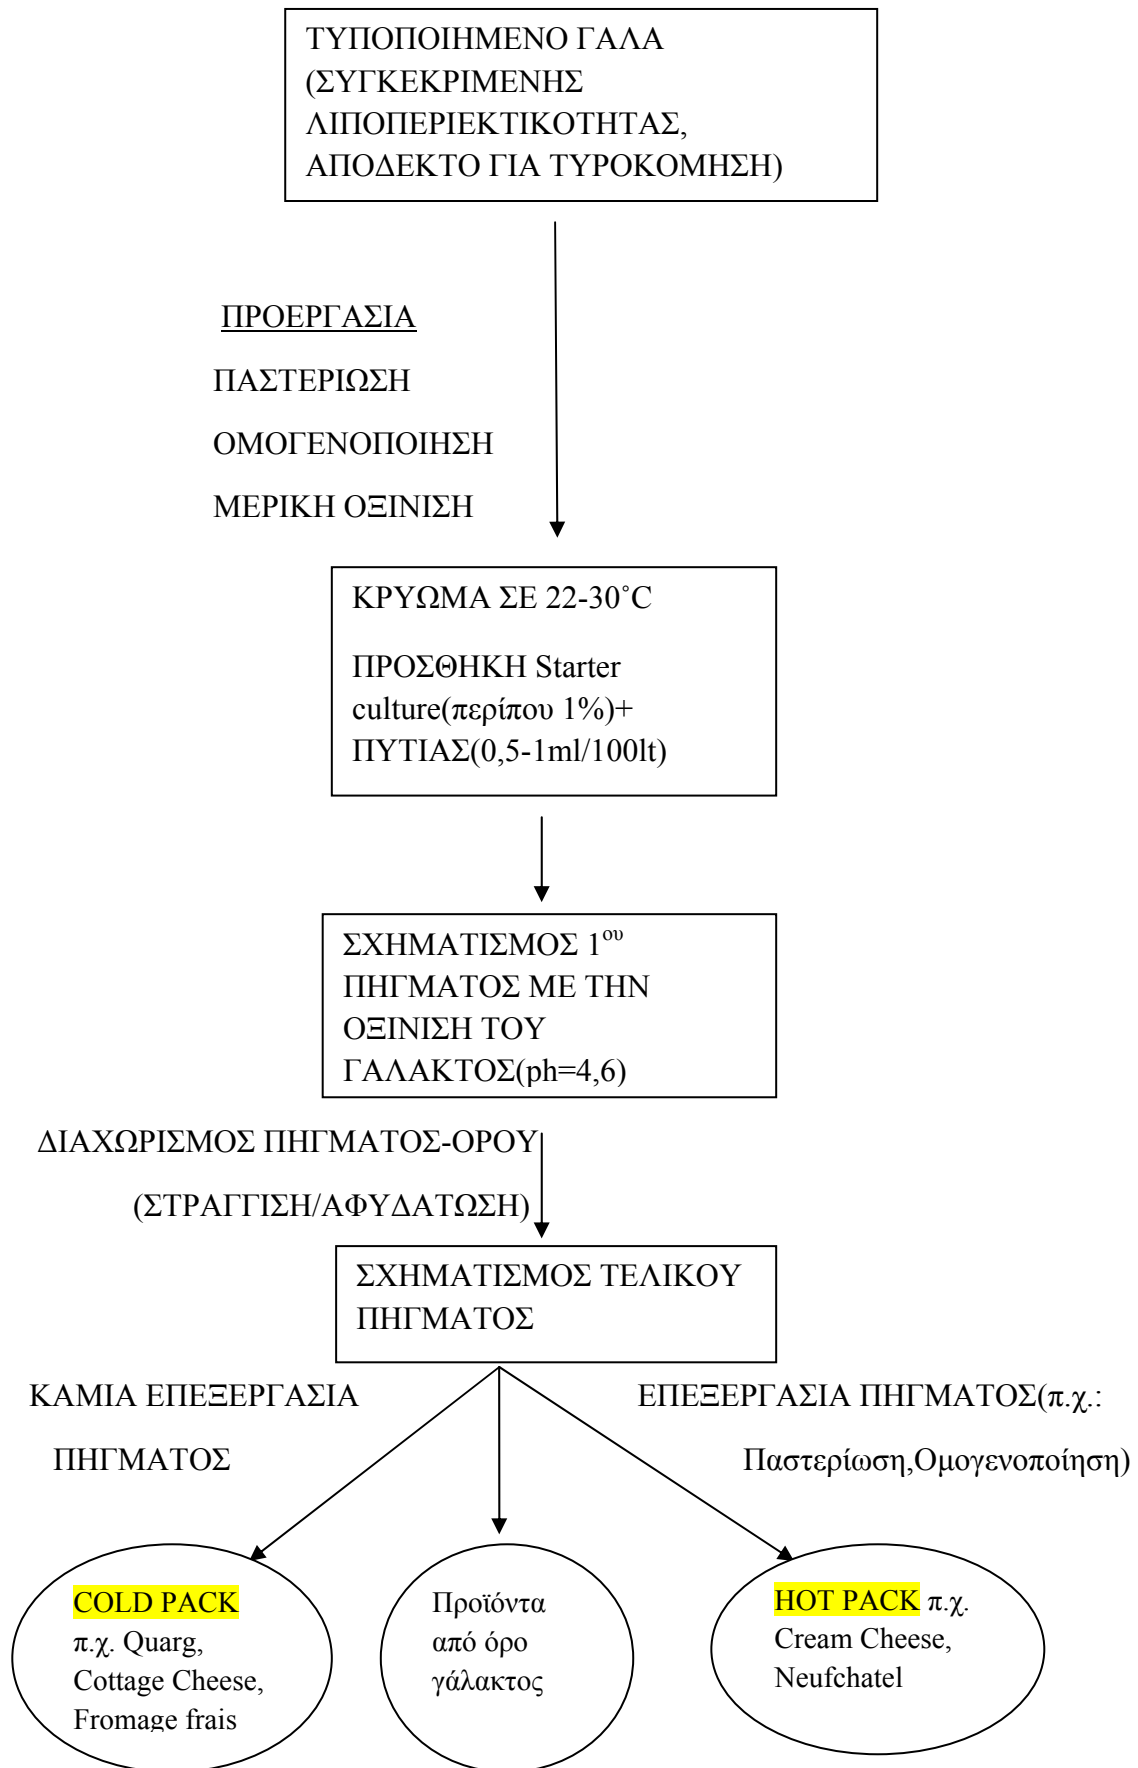 ΤΥΠΟΠΟΙΗΜΕΝΟ ΓΑΛΑ
(ΣΥΓΚΕΚΡΙΜΕΝΗΣ
ΛΙΠΟΠΕΡΙΕΚΤΙΚΟΤΗΤΑΣ,
ΑΠΟΔΕΚΤΟ ΓΙΑ ΤΥΡΟΚΟΜΗΣΗ)
ΠΡΟΕΡΓΑΣΙΑ
ΠΑΣΤΕΡΙΩΣΗ
ΟΜΟΓΕΝΟΠΟΙΗΣΗ
ΜΕΡΙΚΗ ΟΞΙΝΙΣΗ
ΚΡΥΩΜΑ ΣΕ 22-30˚C
ΠΡΟΣΘΗΚΗ Starter
culture(περίπου 1%)+
ΠΥΤΙΑΣ(0,5-1ml/100lt)
ΣΧΗΜΑΤΙΣΜΟΣ 1ου
ΠΗΓΜΑΤΟΣ ΜΕ ΤΗΝ
ΟΞΙΝΙΣΗ ΤΟΥ
ΓΑΛΑΚΤΟΣ(ph=4,6)
ΔΙΑΧΩΡΙΣΜΟΣ ΠΗΓΜΑΤΟΣ-ΟΡΟΥ
(ΣΤΡΑΓΓΙΣΗ/ΑΦΥΔΑΤΩΣΗ)
ΣΧΗΜΑΤΙΣΜΟΣ ΤΕΛΙΚΟΥ
ΠΗΓΜΑΤΟΣ
ΚΑΜΙΑ ΕΠΕΞΕΡΓΑΣΙΑ
ΠΗΓΜΑΤΟΣ
ΕΠΕΞΕΡΓΑΣΙΑ ΠΗΓΜΑΤΟΣ(π.χ.:
Παστερίωση,Ομογενοποίηση)
COLD PACK
π.χ. Quarg,
Cottage Cheese,
Fromage frais
Προϊόντα
από όρο
γάλακτος
HOT PACK π.χ.
Cream Cheese,
Neufchatel